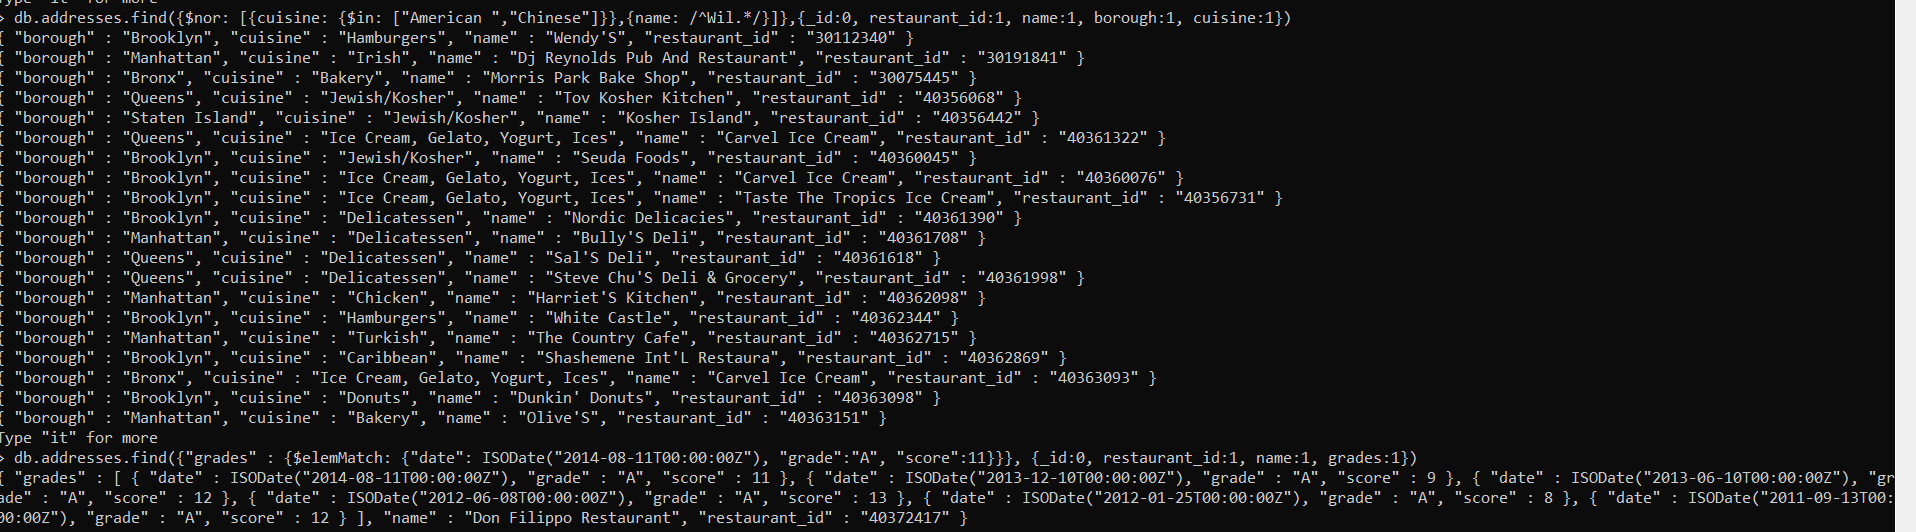 Type "it" for more
> db.addresses.find({$nor: [{cuisine: {$in: ["American ","Chinese"]}},{name: /^Wil.*/}]},{_id:0, restaurant_id:1, name:1, borough:1, cuisine:1})
{ "borough" : "Brooklyn", "cuisine" : "Hamburgers", "name" : "Wendy'S", "restaurant_id" : "30112340" }
{ "borough" : "Manhattan", "cuisine" : "Irish", "name" : "Dj Reynolds Pub And Restaurant", "restaurant_id" : "30191841" }
{ "borough" : "Bronx", "cuisine" : "Bakery", "name" : "Morris Park Bake Shop", "restaurant_id" : "30075445" }
{ "borough" : "Queens", "cuisine" : "Jewish/Kosher", "name" : "Tov Kosher Kitchen", "restaurant_id" : "40356068" }
{ "borough" : "Staten Island", "cuisine" : "Jewish/Kosher", "name" : "Kosher Island", "restaurant_id" : "40356442" }
{ "borough" : "Queens", "cuisine" : "Ice Cream, Gelato, Yogurt, Ices", "name" : "Carvel Ice Cream", "restaurant_id" : "40361322" }
{ "borough" : "Brooklyn", "cuisine" : "Jewish/Kosher", "name" : "Seuda Foods", "restaurant_id" : "40360045" }
{ "borough" : "Brooklyn", "cuisine" : "Ice Cream, Gelato, Yogurt, Ices", "name" : "Carvel Ice Cream", "restaurant_id" : "40360076" }
{ "borough" : "Brooklyn", "cuisine" : "Ice Cream, Gelato, Yogurt, Ices", "name" : "Taste The Tropics Ice Cream", "restaurant_id" : "40356731" }
{ "borough" : "Brooklyn", "cuisine" : "Delicatessen", "name" : "Nordic Delicacies", "restaurant_id" : "40361390" }
{ "borough" : "Manhattan", "cuisine" : "Delicatessen", "name" : "Bully'S Deli", "restaurant_id" : "40361708" }
{ "borough" : "Queens", "cuisine" : "Delicatessen", "name" : "Sal'S Deli", "restaurant_id" : "40361618" }
{ "borough" : "Queens", "cuisine" : "Delicatessen", "name" : "Steve Chu'S Deli & Grocery", "restaurant_id" : "40361998" }
{ "borough" : "Manhattan", "cuisine" : "Chicken", "name" : "Harriet'S Kitchen", "restaurant_id" : "40362098" }
{ "borough" : "Brooklyn", "cuisine" : "Hamburgers", "name" : "White Castle", "restaurant_id" : "40362344" }
{ "borough" : "Manhattan", "cuisine" : "Turkish", "name" : "The Country Cafe", "restaurant_id" : "40362715" }
{ "borough" : "Brooklyn", "cuisine" : "Caribbean", "name" : "Shashemene Int'L Restaura", "restaurant_id" : "40362869" }
{ "borough" : "Bronx", "cuisine" : "Ice Cream, Gelato, Yogurt, Ices", "name" : "Carvel Ice Cream", "restaurant_id" : "40363093" }
{ "borough" : "Brooklyn", "cuisine" : "Donuts", "name" : "Dunkin' Donuts", "restaurant_id" : "40363098" }
{ "borough" : "Manhattan", "cuisine" : "Bakery", "name" : "Olive'S", "restaurant_id" : "40363151" }
Type "it" for more
> db.addresses.find({"grades" : {$elemMatch: {"date": ISODate("2014-08-11T00:00:00Z"), "grade":"A", "score":11}}}, {_id:0, restaurant_id:1, name:1, grades:1})
{ "grades" : [ { "date" : ISODate("2014-08-11T00:00:00Z"), "grade" : "A", "score" : 11 }, { "date" : ISODate("2013-12-10T00:00:00Z"), "grade" : "A", "score" : 9 }, { "date" : ISODate("2013-06-10T00:00:00Z"), "gr
ade" : "A", "score" : 12 }, { "date" : ISODate("2012-06-08T00:00:00Z"), "grade" : "A", "score" : 13 }, { "date" : ISODate("2012-01-25T00:00:00Z"), "grade" : "A", "score" : 8 }, { "date" : ISODate("2011-09-13T00:
00:00Z"), "grade" : "A", "score" : 12 } ], "name" : "Don Filippo Restaurant", "restaurant_id" : "40372417" }